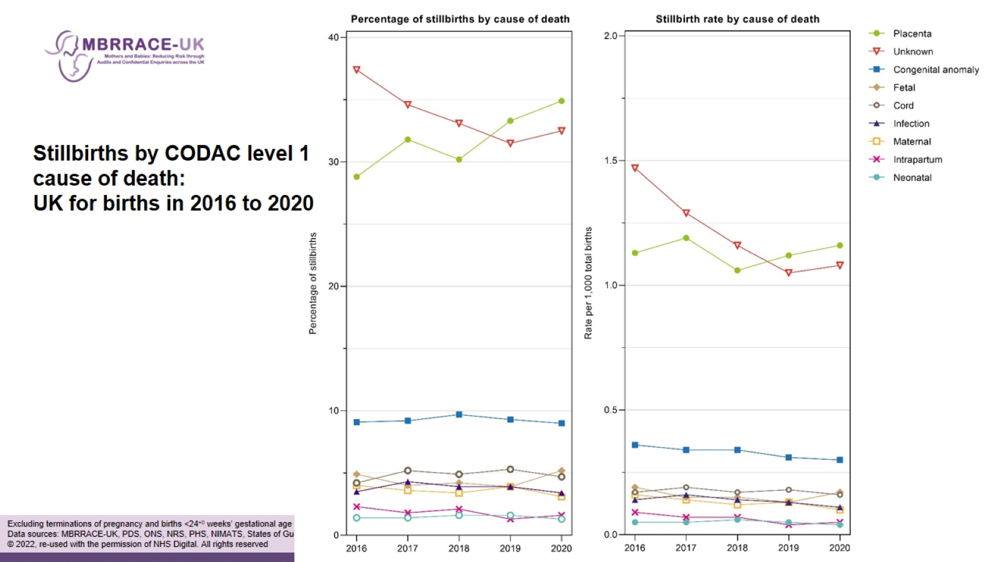 MBRRACE-UK
Mothers and Babies: Reducing Risk through
Audits and Confidential Enquiries across the UK
Stillbirths by CODAC level 1
cause of death:
UK for births in 2016 to 2020
Excluding terminations of pregnancy and births <24⁺⁰ weeks' gestational age
Data sources: MBRRACE-UK, PDS, ONS, NRS, PHS, NIMATS, States of Gu
© 2022, re-used with the permission of NHS Digital. All rights reserved
Percentage of stillbirths by cause of death
Percentage of stillbirths
40
30
20
10
0
2016 2017 2018 2019 2020
Stillbirth rate by cause of death
Rate per 1,000 total births
2.0
1.5
1.0
0.5
0.0
2016 2017 2018 2019 2020
Placenta
Unknown
Congenital anomaly
Fetal
Cord
Infection
Maternal
Intrapartum
Neonatal